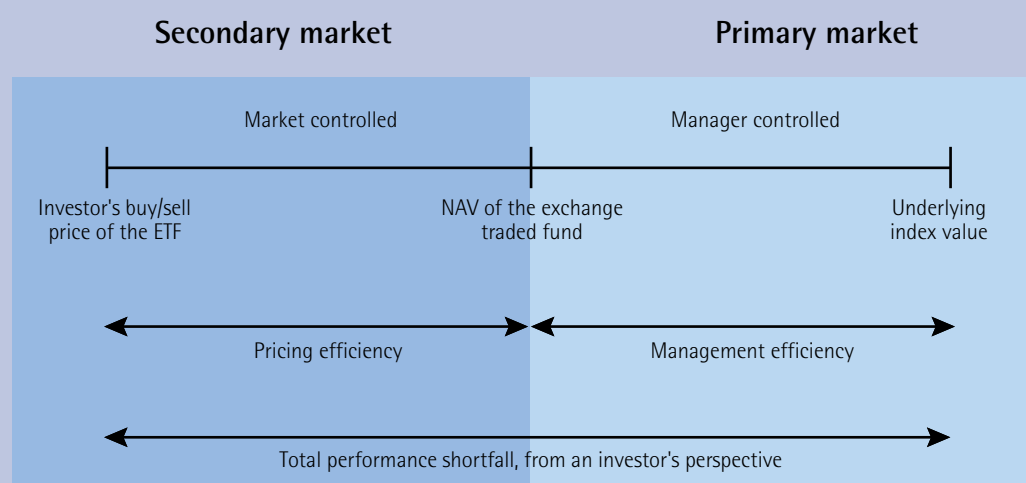 Secondary market
Primary market
Market controlled
Manager controlled
Investor's buy/sell
price of the ETF
NAV of the exchange
traded fund
Underlying
index value
Pricing efficiency
Management efficiency
Total performance shortfall, from an investor's perspective